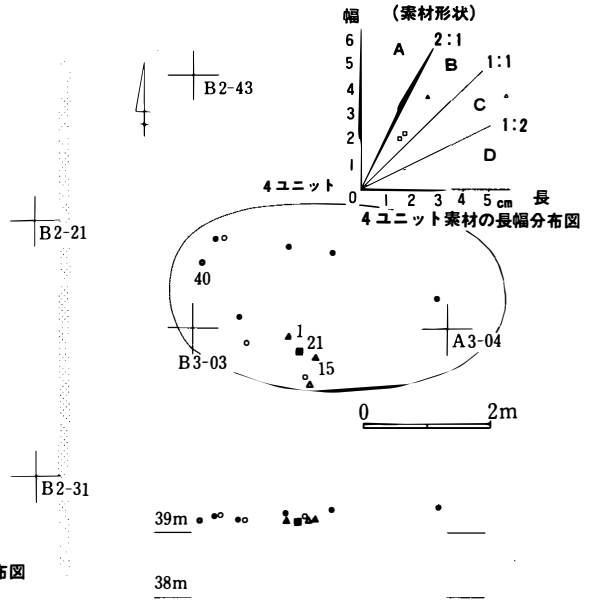 幅 （素材形状）
6
5
4
3
2
1
0
A
2:1
B
1:1
C
1:2
D
1 2 3 4 5 cm 長
4ユニット素材の長幅分布図
B2-43
4ユニット
B2-21
40
1
21
15
B3-03
A3-04
0 2m
B2-31
39m
布図
38m